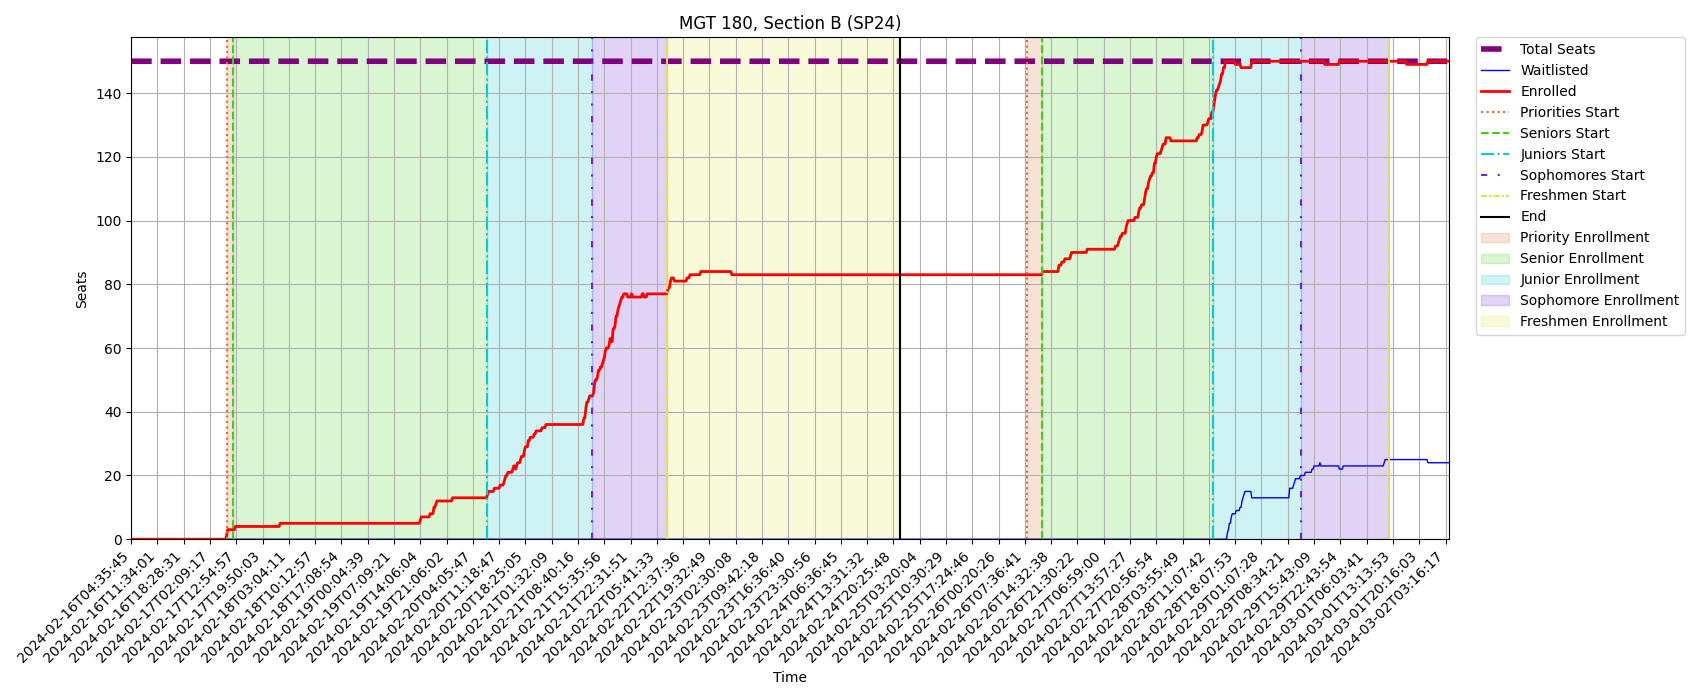 MGT 180, Section B (SP24)
Seats
140
120
100
80
60
40
20
0
2024-02-16T04:35:45
2024-02-16T11:34:01
2024-02-16T18:28:31
2024-02-17T02:09:17
2024-02-17T12:54:57
2024-02-17T19:50:03
2024-02-18T03:04:11
2024-02-18T10:12:57
2024-02-18T17:08:54
2024-02-19T00:04:39
2024-02-19T07:09:21
2024-02-19T14:06:04
2024-02-19T21:06:02
2024-02-20T04:05:47
2024-02-20T11:18:47
2024-02-20T18:25:05
2024-02-21T01:32:09
2024-02-21T08:40:16
2024-02-21T15:35:56
2024-02-21T22:31:51
2024-02-22T05:41:33
2024-02-22T12:37:36
2024-02-22T19:32:49
2024-02-23T02:30:08
2024-02-23T09:42:18
2024-02-23T16:36:40
2024-02-23T23:30:56
2024-02-24T06:36:45
2024-02-24T13:31:32
2024-02-24T20:25:48
2024-02-25T03:20:04
2024-02-25T10:30:29
2024-02-25T17:24:46
2024-02-26T00:20:26
2024-02-26T07:36:41
2024-02-26T14:32:38
2024-02-26T21:30:22
2024-02-27T06:59:00
2024-02-27T13:57:27
2024-02-27T20:56:54
2024-02-28T03:55:49
2024-02-28T11:07:42
2024-02-28T18:07:53
2024-02-29T01:07:28
2024-02-29T08:34:21
2024-02-29T15:43:09
2024-02-29T22:43:54
2024-03-01T06:03:41
2024-03-01T13:13:53
2024-03-01T20:16:03
2024-03-02T03:16:17
Time
Total Seats
Waitlisted
Enrolled
Priorities Start
Seniors Start
Juniors Start
Sophomores Start
Freshmen Start
End
Priority Enrollment
Senior Enrollment
Junior Enrollment
Sophomore Enrollment
Freshmen Enrollment